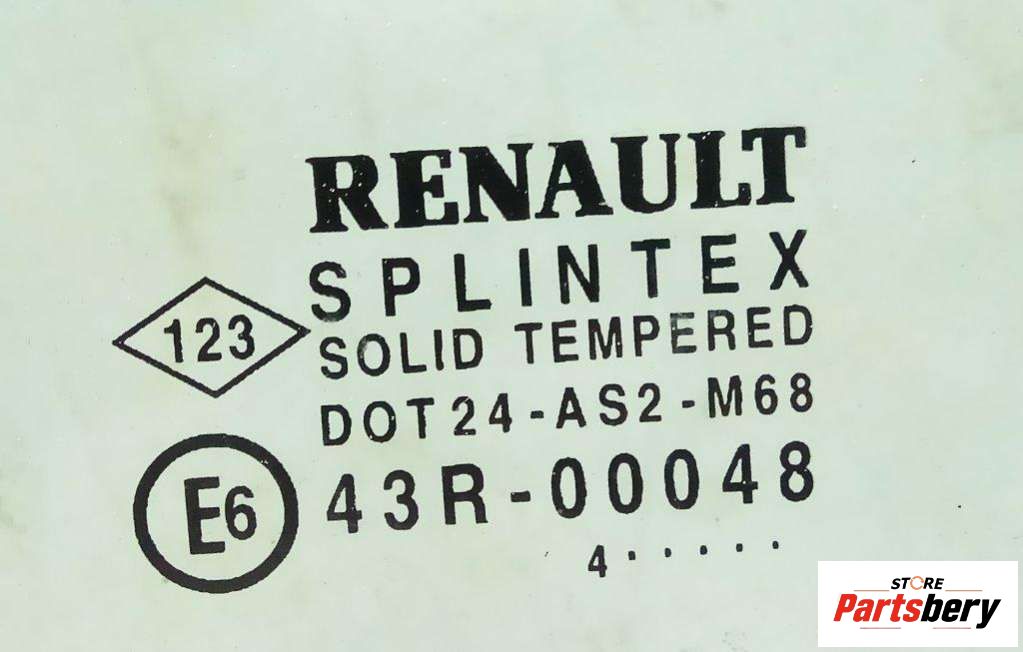 RENAULT
SPLINTEX
123
SOLID TEMPERED
DOT24-AS2-M68
E6
43R-00048
4·····
STORE
Partsbery